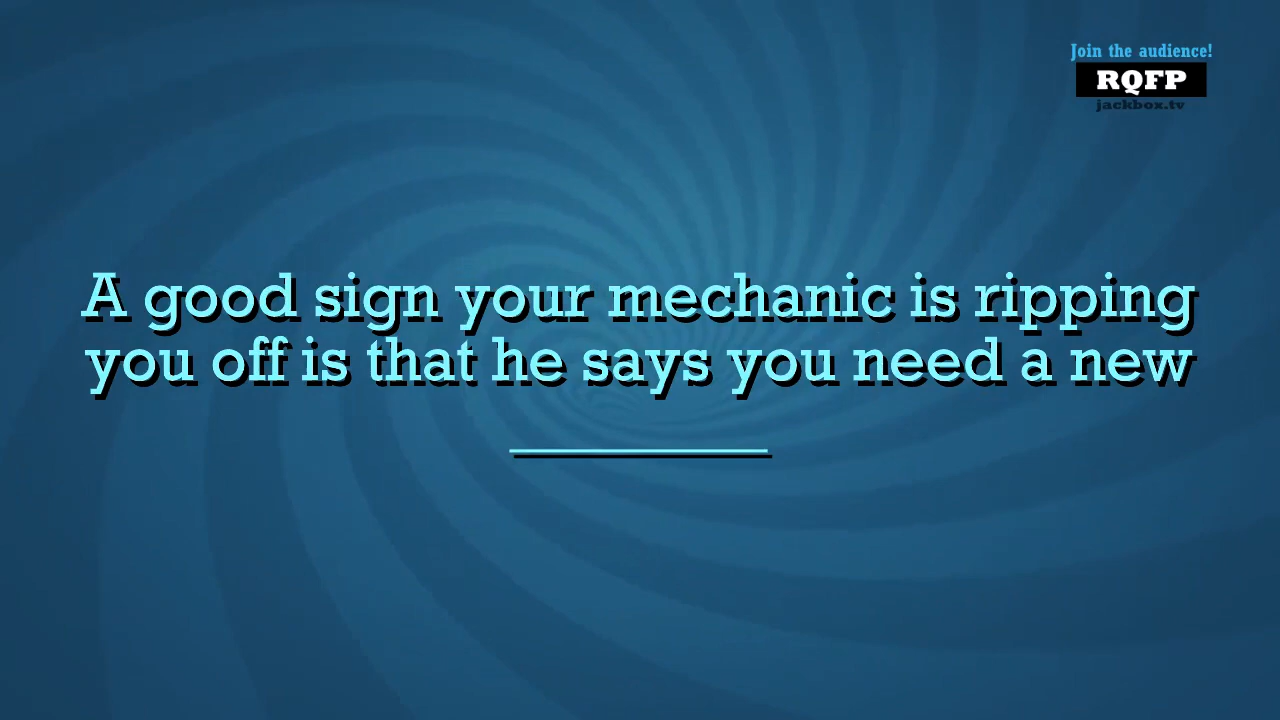 Join the audience!
RQFP
jackbox.tv
A good sign your mechanic is ripping
you off is that he says you need a new